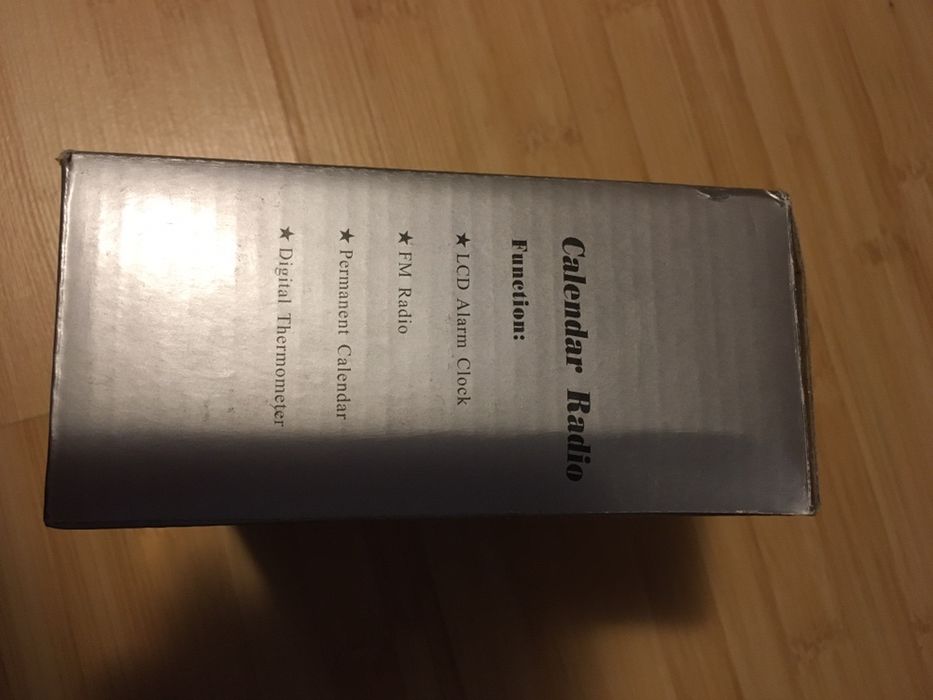 Calendar Radio
Function:
★ LCD Alarm Clock
★ FM Radio
★ Permanent Calendar
★ Digital Thermometer